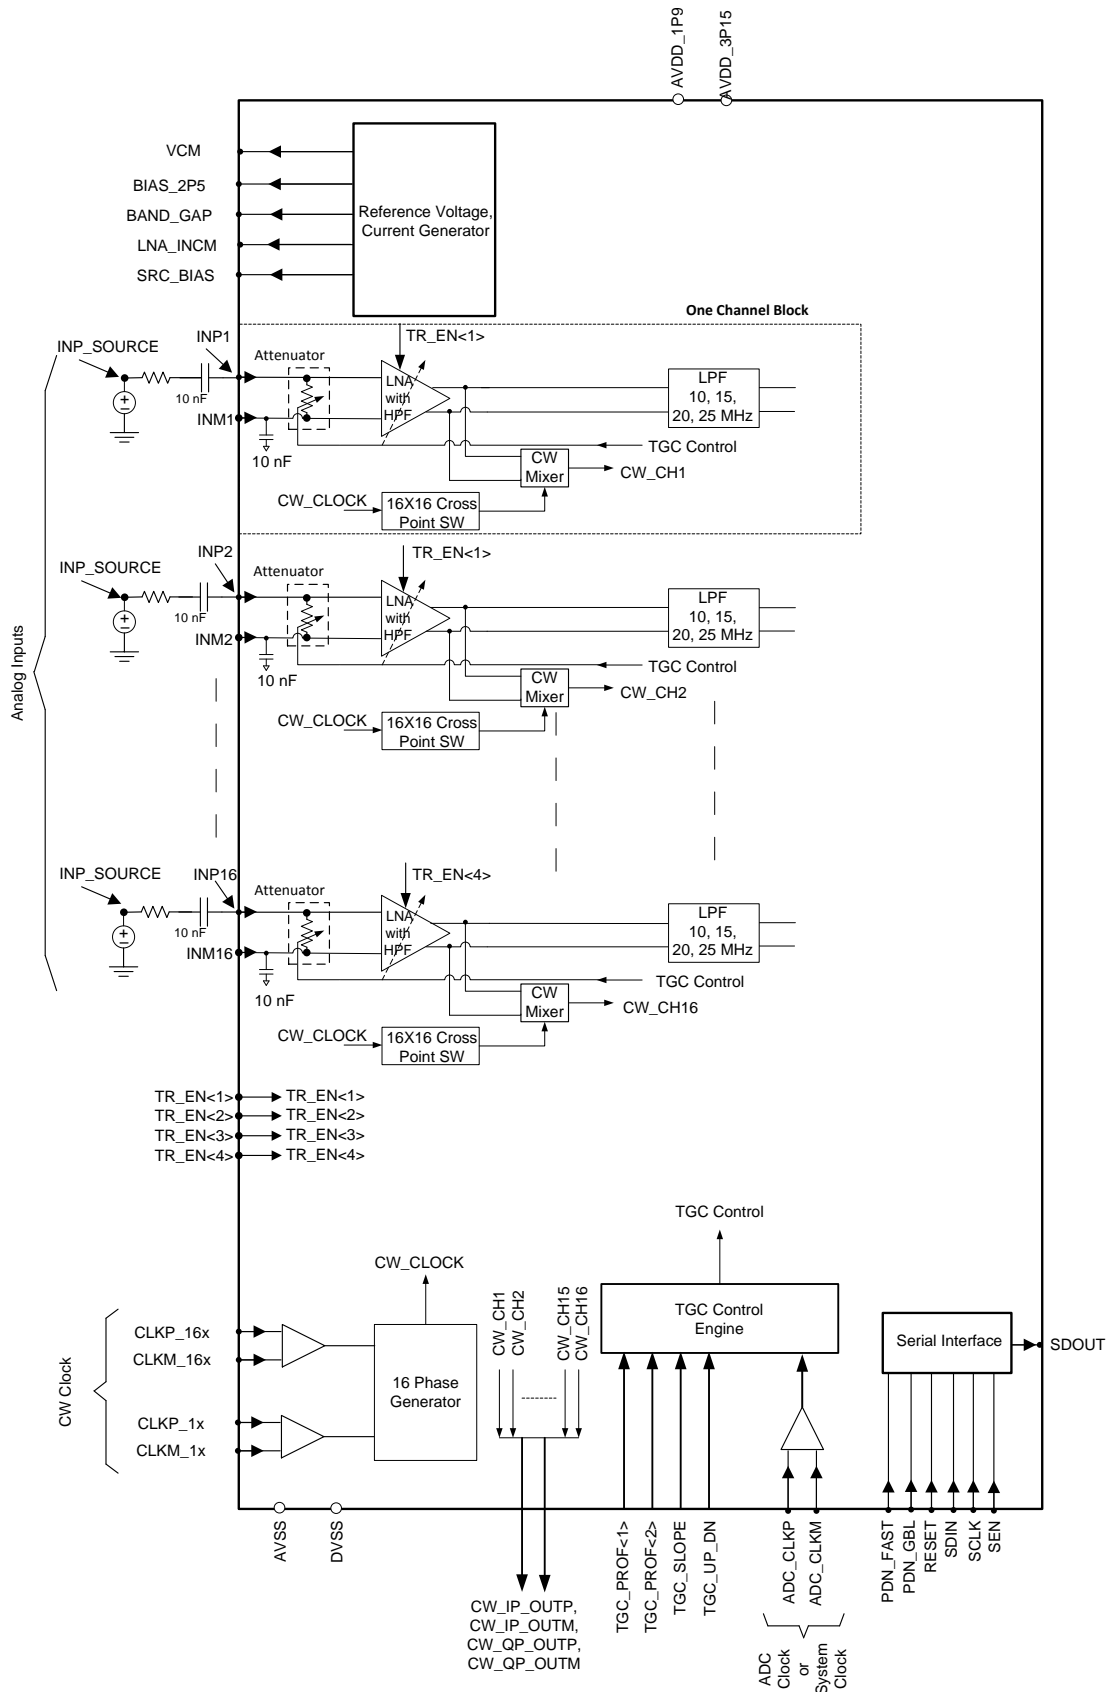 AVDD_1P9
AVDD_3P15
VCM
BIAS_2P5
BAND_GAP
LNA_INCM
SRC_BIAS
Reference Voltage,
Current Generator
One Channel Block
INP_SOURCE
INP1
Attenuator
TR_EN<1>
10 nF
INM1
10 nF
LNA
with
HPF
LPF
10, 15,
20, 25 MHz
TGC Control
CW
Mixer
CW_CH1
CW_CLOCK
16X16 Cross
Point SW
INP_SOURCE
INP2
Attenuator
TR_EN<1>
10 nF
INM2
10 nF
LNA
with
HPF
LPF
10, 15,
20, 25 MHz
TGC Control
CW
Mixer
CW_CH2
CW_CLOCK
16X16 Cross
Point SW
Analog Inputs
INP_SOURCE
INP16
Attenuator
TR_EN<4>
10 nF
INM16
10 nF
LNA
with
HPF
LPF
10, 15,
20, 25 MHz
TGC Control
CW
Mixer
CW_CH16
CW_CLOCK
16X16 Cross
Point SW
TR_EN<1>
TR_EN<1>
TR_EN<2>
TR_EN<2>
TR_EN<3>
TR_EN<3>
TR_EN<4>
TR_EN<4>
CW Clock
CLKP_16x
CLKM_16x
CLKP_1x
CLKM_1x
CW_CLOCK
16 Phase
Generator
CW_CH1
CW_CH2
CW_CH15
CW_CH16
TGC Control
TGC Control
Engine
Serial Interface
SDOUT
AVSS
DVSS
CW_IP_OUTP,
CW_IP_OUTM,
CW_QP_OUTP,
CW_QP_OUTM
TGC_PROF<1>
TGC_PROF<2>
TGC_SLOPE
TGC_UP_DN
ADC_CLKP
ADC_CLKM
PDN_FAST
PDN_GBL
RESET
SDIN
SCLK
SEN
ADC
Clock
or
System
Clock